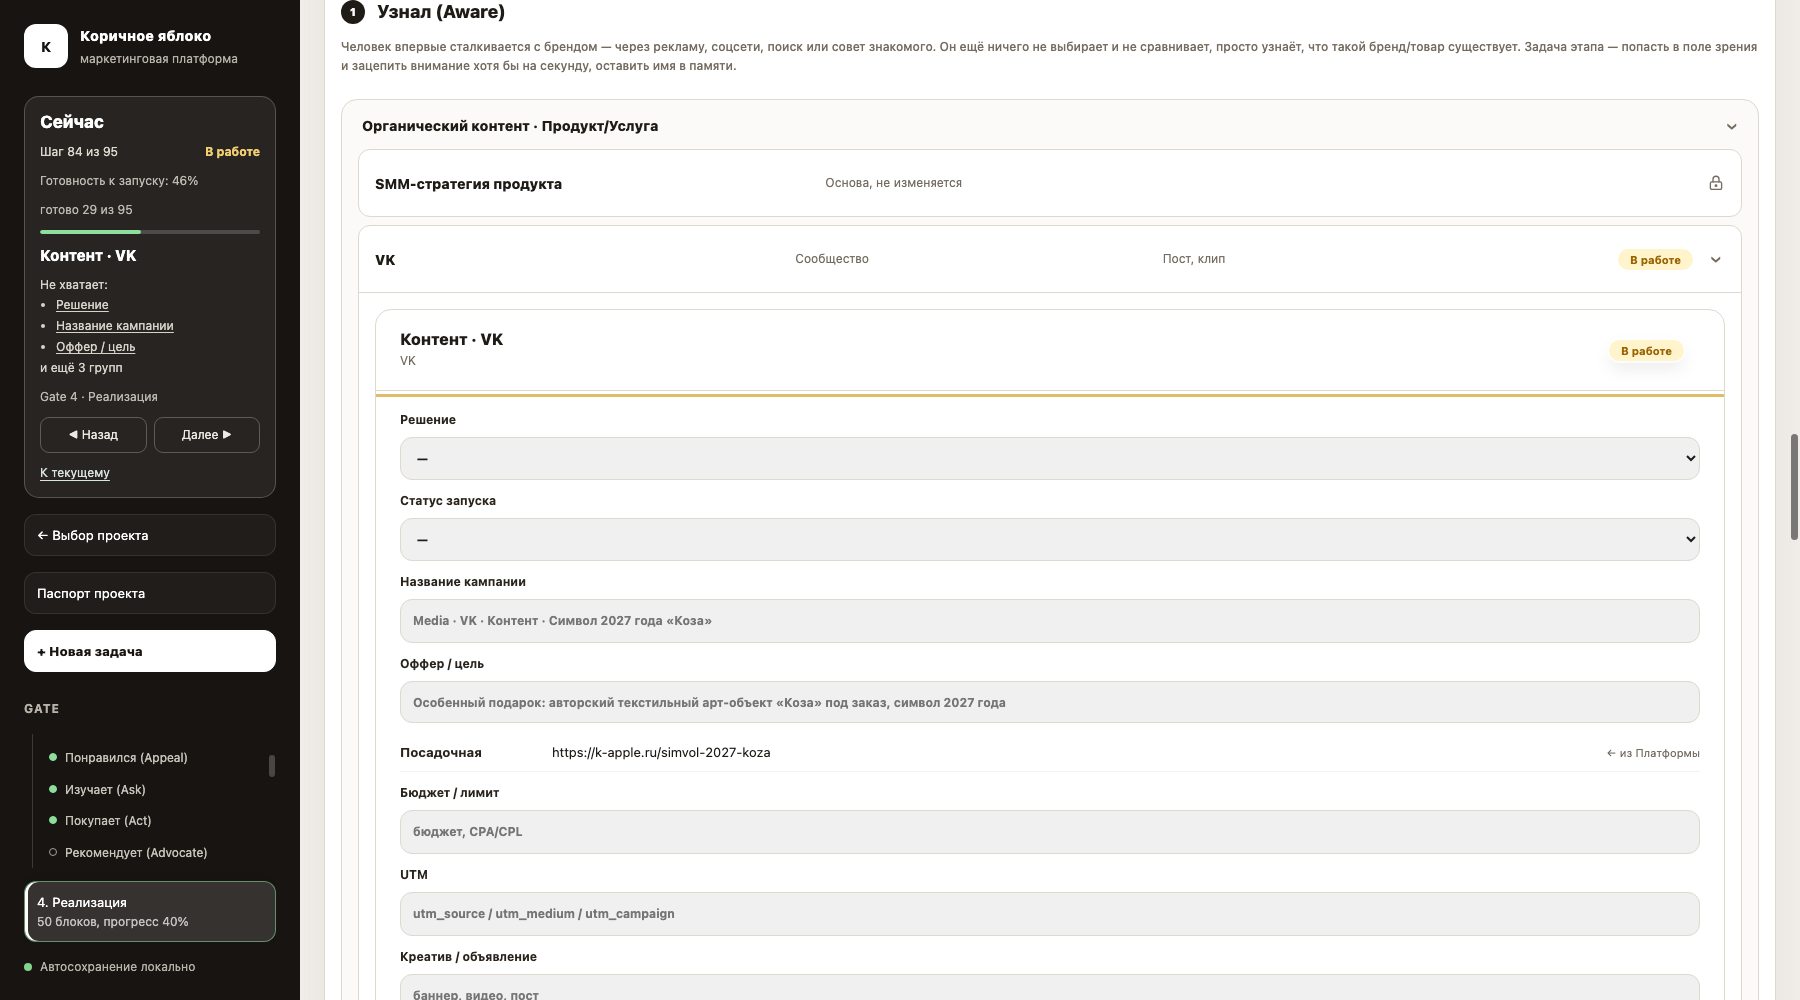 К
Коричное яблоко
маркетинговая платформа
Сейчас
Шаг 84 из 95
В работе
Готовность к запуску: 46%
готово 29 из 95
Контент · VK
Не хватает:
• Решение
• Название кампании
• Оффер / цель
и ещё 3 групп
Gate 4 · Реализация
◀ Назад
Далее ▶
К текущему
← Выбор проекта
Паспорт проекта
+ Новая задача
GATE
Понравился (Appeal)
Изучает (Ask)
Покупает (Act)
Рекомендует (Advocate)
4. Реализация
50 блоков, прогресс 40%
Автосохранение локально
1 Узнал (Aware)
Человек впервые сталкивается с брендом — через рекламу, соцсети, поиск или совет знакомого. Он ещё ничего не выбирает и не сравнивает, просто узнаёт, что такой бренд/товар существует. Задача этапа — попасть в поле зрения
и зацепить внимание хотя бы на секунду, оставить имя в памяти.
Органический контент · Продукт/Услуга
SMM-стратегия продукта
Основа, не изменяется
VK
Сообщество
Пост, клип
В работе
Контент · VK
VK
В работе
Решение
—
Статус запуска
—
Название кампании
Media · VK · Контент · Символ 2027 года «Коза»
Оффер / цель
Особенный подарок: авторский текстильный арт-объект «Коза» под заказ, символ 2027 года
Посадочная
https://k-apple.ru/simvol-2027-koza
← из Платформы
Бюджет / лимит
бюджет, CPA/CPL
UTM
utm_source / utm_medium / utm_campaign
Креатив / объявление
баннер, видео, пост